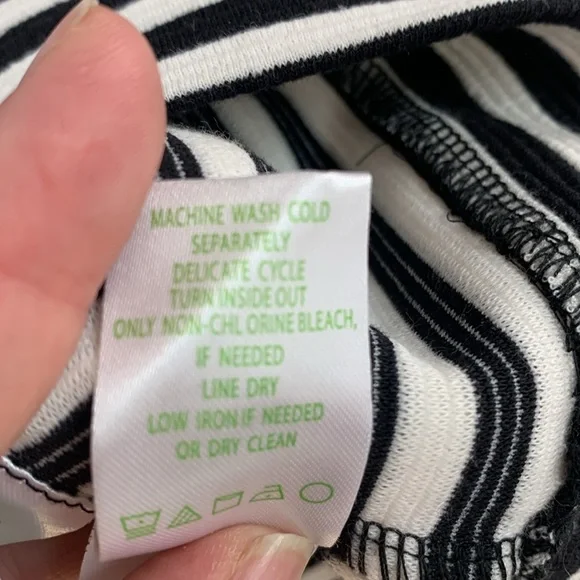 MACHINE WASH COLD
SEPARATELY
DELICATE CYCLE
TURN INSIDE OUT
ONLY NON-CHL ORINE BLEACH,
IF NEEDED
LINE DRY
LOW IRON IF NEEDED
OR DRY CLEAN